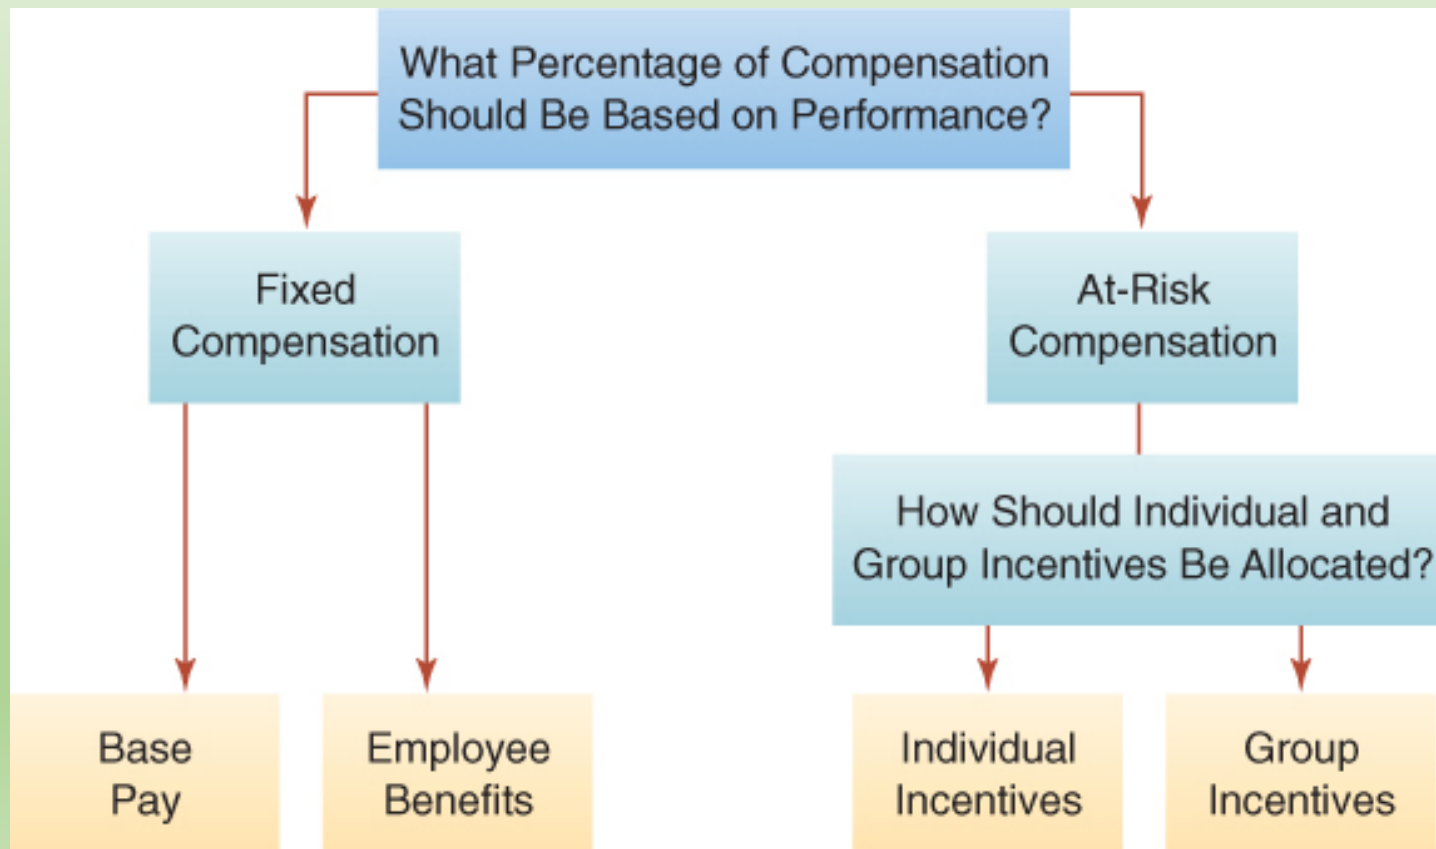 What Percentage of Compensation
Should Be Based on Performance?
Fixed
Compensation
At-Risk
Compensation
How Should Individual and
Group Incentives Be Allocated?
Base
Pay
Employee
Benefits
Individual
Incentives
Group
Incentives